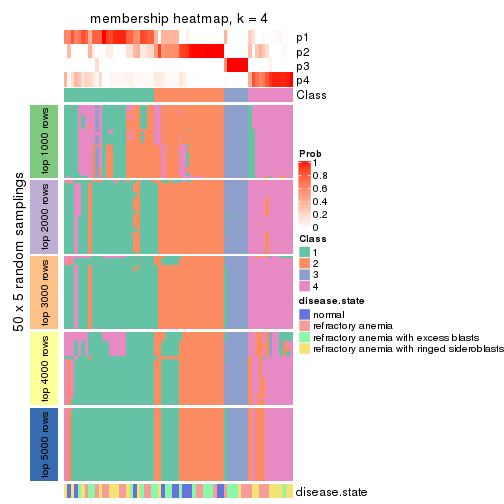 membership heatmap, k = 4
p1
p2
p3
p4
Class
50 x 5 random samplings
top 1000 rows
top 2000 rows
top 3000 rows
top 4000 rows
top 5000 rows
Prob
1
0.8
0.6
0.4
0.2
0
Class
1
2
3
4
disease.state
normal
refractory anemia
refractory anemia with excess blasts
refractory anemia with ringed sideroblasts
disease.state